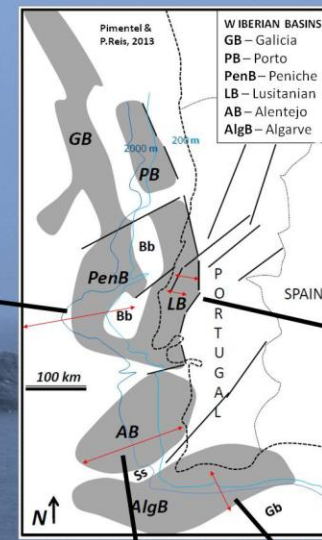 Pimentel &
P.Reis, 2013
W IBERIAN BASINS
GB – Galicia
PB – Porto
PenB – Peniche
LB – Lusitanian
AB – Alentejo
AlgB – Algarve
GB
2000 m
200 m
PB
Bb
PenB
Bb
LB
PORTUGAL
SPAIN
100 km
AB
Ss
AlgB
Gb
N